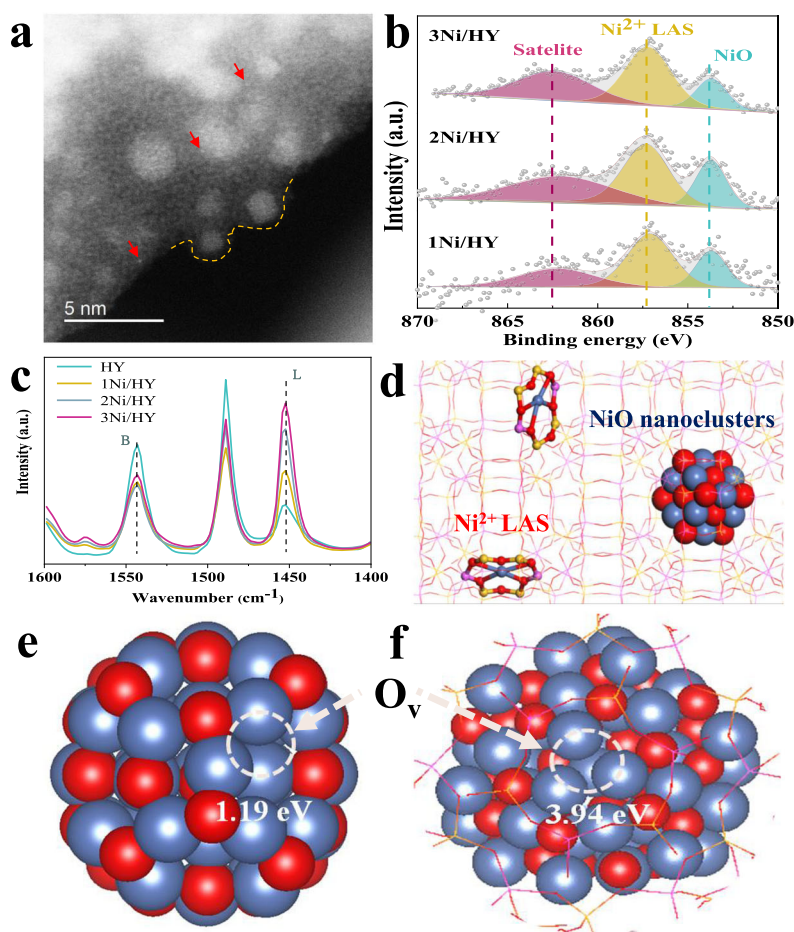 a
5 nm
b
3Ni/HY
Ni²⁺ LAS
Satelite
NiO
2Ni/HY
1Ni/HY
Intensity (a.u.)
870 865 860 857 854 850
Binding energy (eV)
c
HY
1Ni/HY
2Ni/HY
3Ni/HY
B
L
Intensity (a.u.)
1600 1550 1500 1450 1400
Wavenumber (cm⁻¹)
d
NiO nanoclusters
Ni²⁺ LAS
e
1.19 eV
f
Oᵥ
3.94 eV